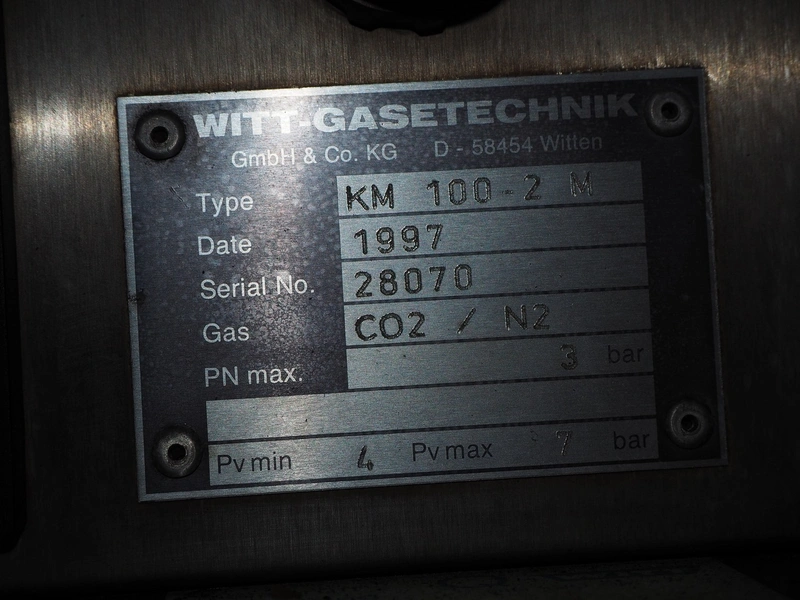 WITT-GASETECHNIK
GmbH & Co. KG D - 58454 Witten
Type KM 100-2 M
Date 1997
Serial No. 28070
Gas CO2 / N2
PN max. 3 bar
Pv min 4 Pv max 7 bar